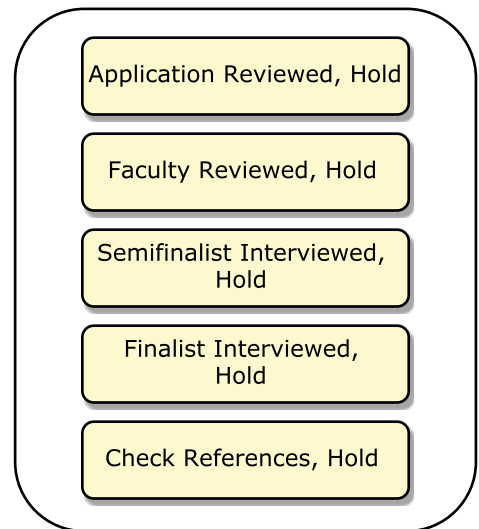 Application Reviewed, Hold
Faculty Reviewed, Hold
Semifinalist Interviewed,
Hold
Finalist Interviewed,
Hold
Check References, Hold